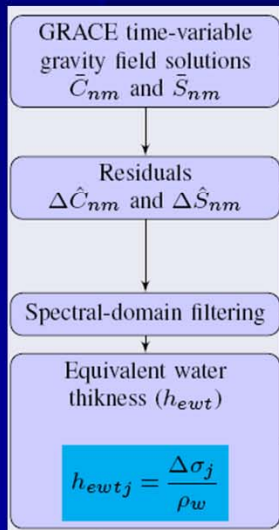 GRACE time-variable
gravity field solutions
C̄ₙₘ and S̄ₙₘ
Residuals
ΔĈₙₘ and ΔŜₙₘ
Spectral-domain filtering
Equivalent water
thikness (hₑwₜ)
hₑwₜⱼ = Δσⱼ / ρ_w